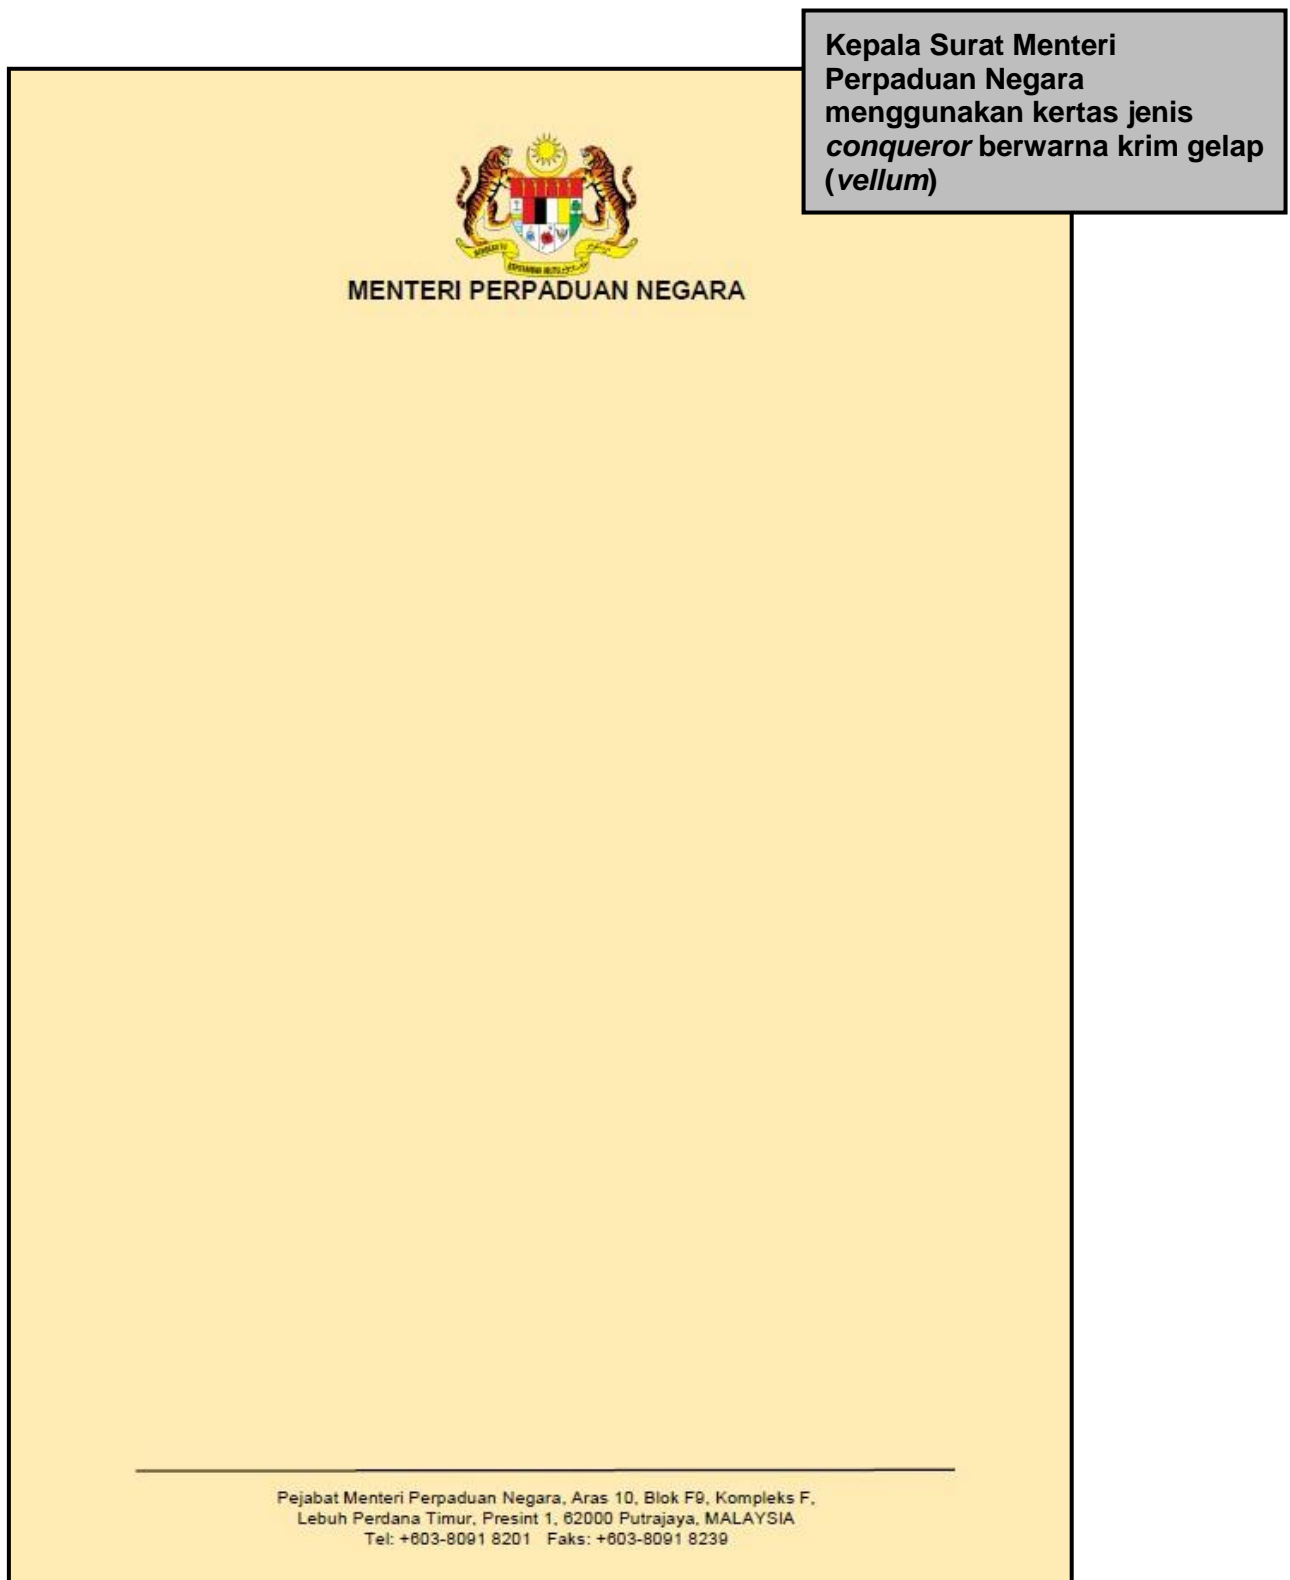 Kepala Surat Menteri
Perpaduan Negara
menggunakan kertas jenis
conqueror berwarna krim gelap
(vellum)
MENTERI PERPADUAN NEGARA
Pejabat Menteri Perpaduan Negara, Aras 10, Blok F9, Kompleks F,
Lebuh Perdana Timur, Presint 1, 62000 Putrajaya, MALAYSIA
Tel: +603-8091 8201 Faks: +603-8091 8239